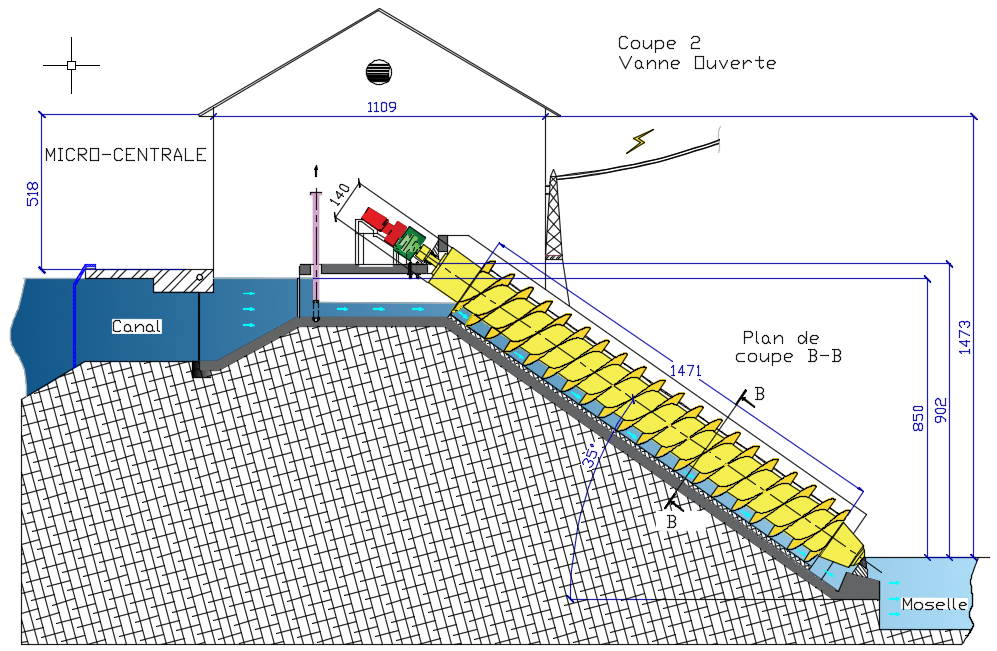 Coupe 2
Vanne Ouverte
1109
MICRO-CENTRALE
518
140
Canal
Plan de
coupe B-B
1471
B
1473
902
850
35°
B
Moselle